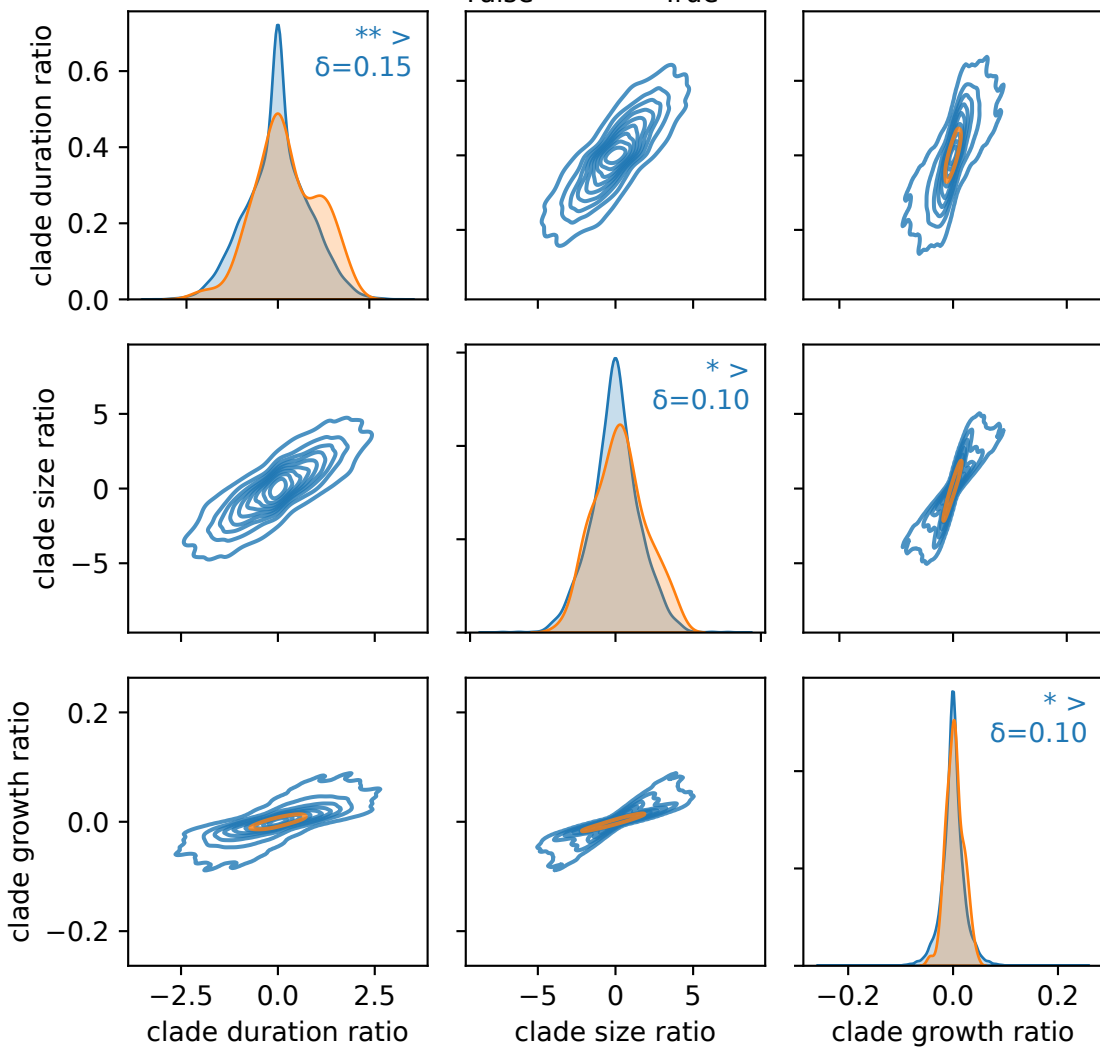 True
** >
δ=0.15
clade duration ratio
0.6
0.4
0.2
0.0
* >
δ=0.10
clade size ratio
5
0
−5
* >
δ=0.10
clade growth ratio
0.2
0.0
−0.2
−2.5 0.0 2.5 −5 0 5 −0.2 0.0 0.2
clade duration ratio clade size ratio clade growth ratio